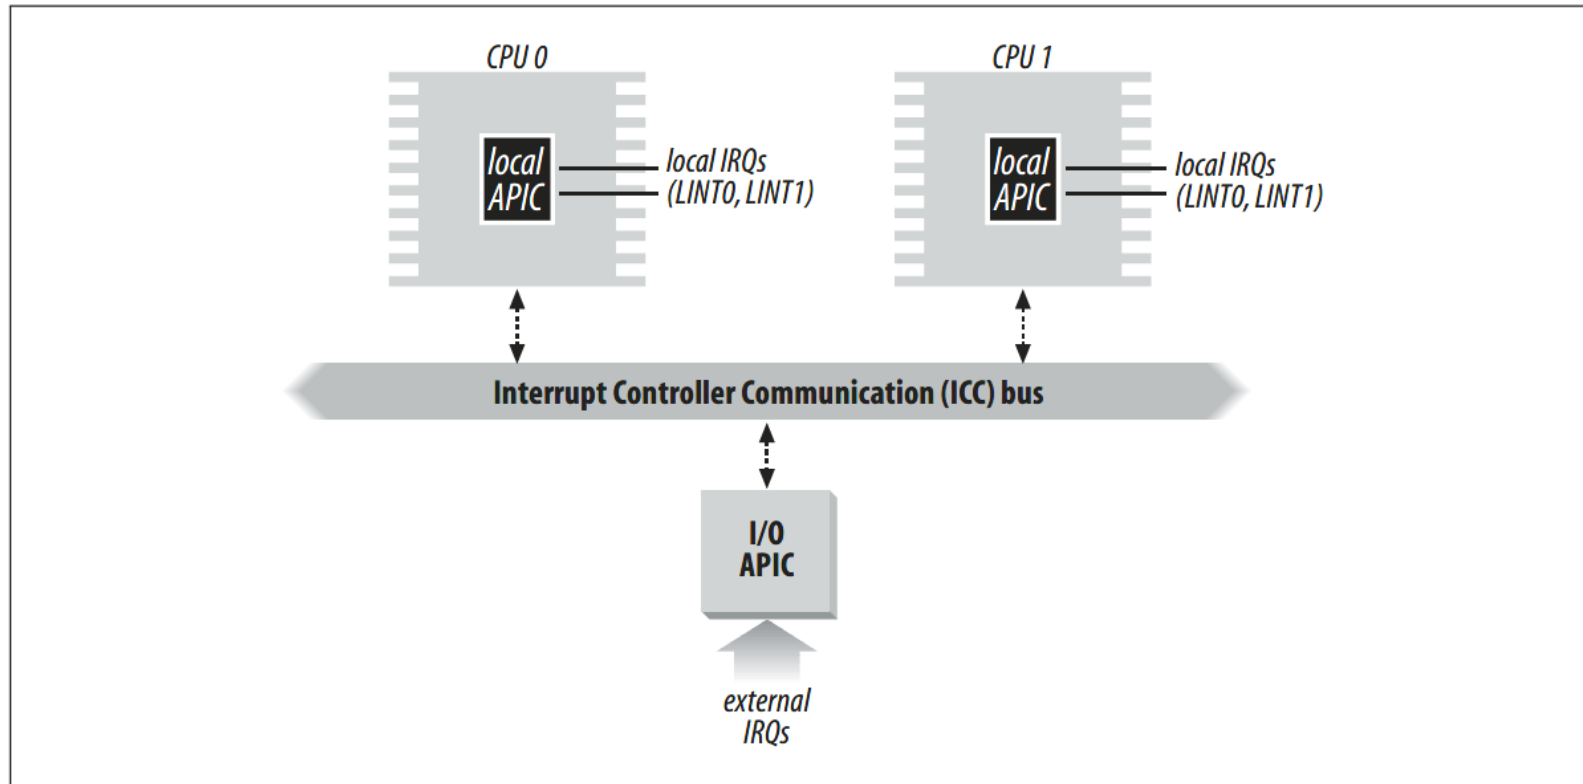 CPU 0
CPU 1
local
APIC
local IRQs
(LINT0, LINT1)
local
APIC
local IRQs
(LINT0, LINT1)
Interrupt Controller Communication (ICC) bus
I/O
APIC
external
IRQs